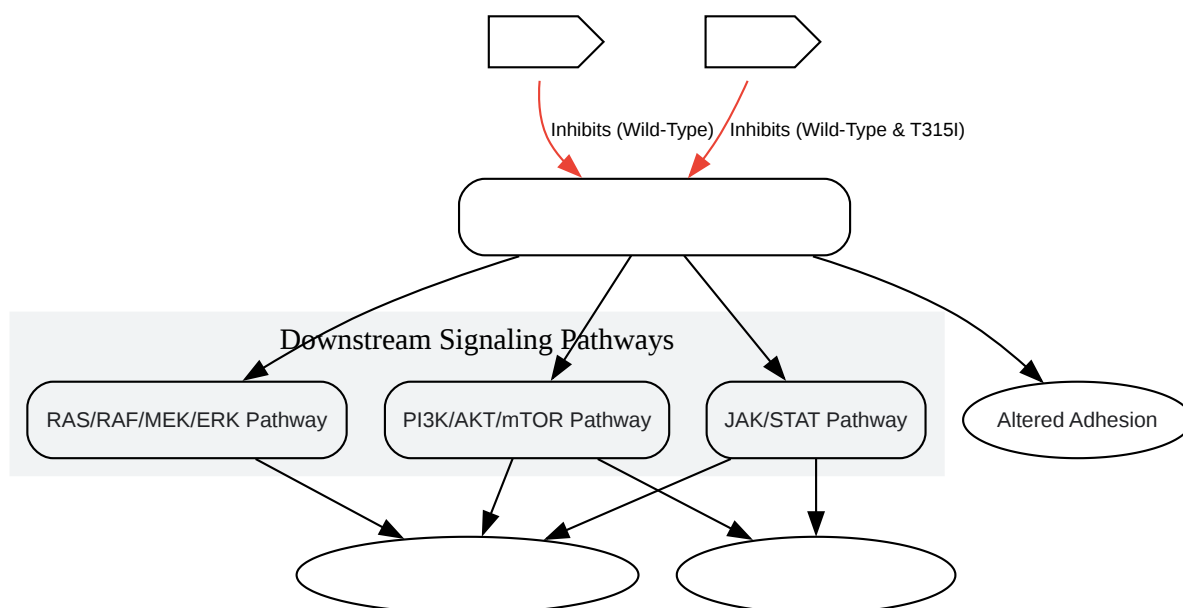 Inhibits (Wild-Type)
Inhibits (Wild-Type & T315I)
Downstream Signaling Pathways
RAS/RAF/MEK/ERK Pathway
PI3K/AKT/mTOR Pathway
JAK/STAT Pathway
Altered Adhesion